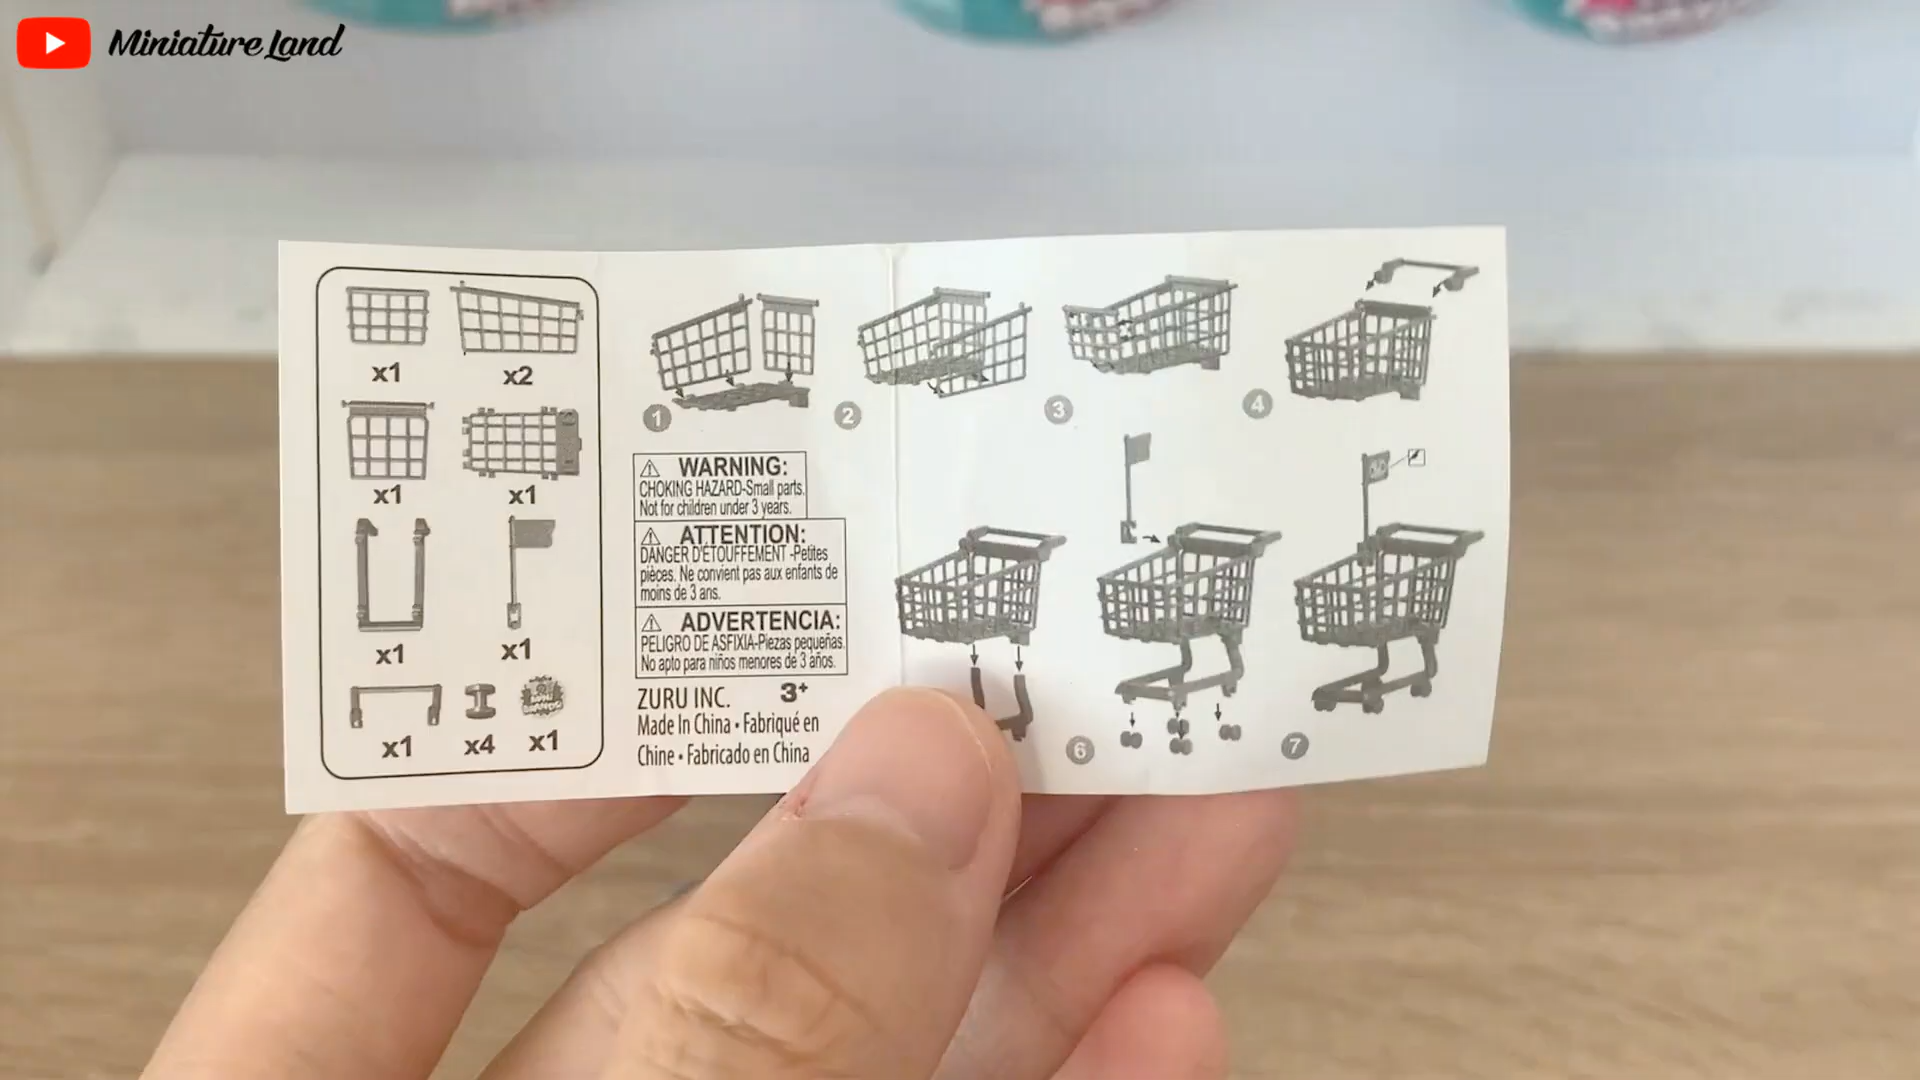 Miniature Land
x1
x2
x1
x1
x1
x1
x1
x4
x1
1
2
3
4
WARNING:
CHOKING HAZARD-Small parts.
Not for children under 3 years.
ATTENTION:
DANGER D'ÉTOUFFEMENT -Petites
pièces. Ne convient pas aux enfants de
moins de 3 ans.
ADVERTENCIA:
PELIGRO DE ASFIXIA-Piezas pequeñas.
No apto para niños menores de 3 años.
ZURU INC. 3+
Made In China • Fabriqué en
Chine • Fabricado en China
6
7